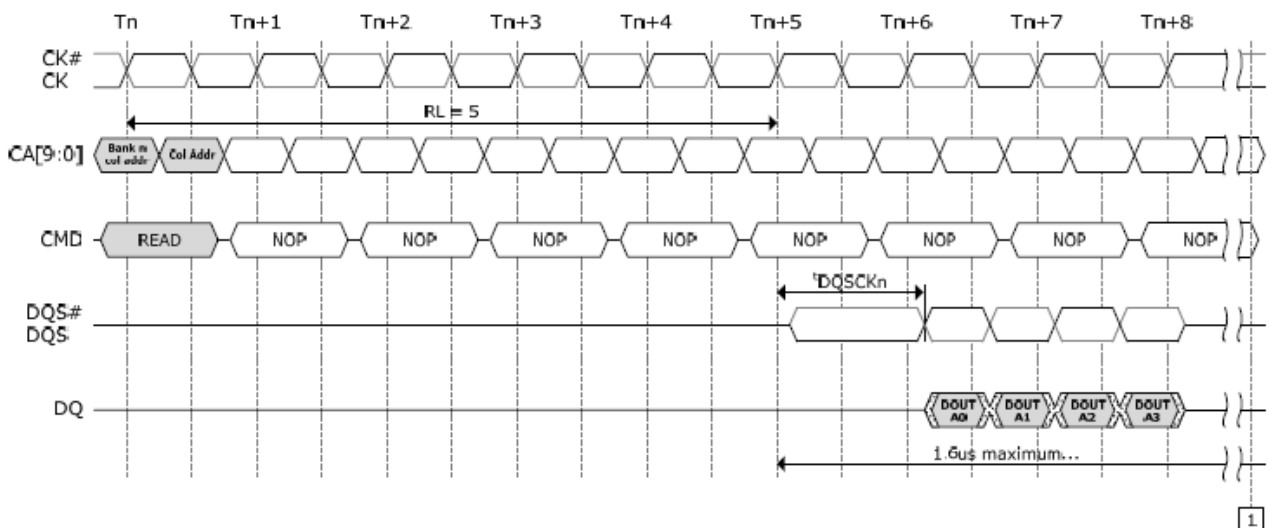 Tn Tn+1 Tn+2 Tn+3 Tn+4 Tn+5 Tn+6 Tn+7 Tn+8
CK#
CK
RL = 5
CA[9:0] Bank n Col Addr
col addr
CMD READ NOP NOP NOP NOP NOP NOP NOP NOP
tDQSCKn
DQS#
DQS
DQ DOUT DOUT DOUT DOUT
A0 A1 A2 A3
1.6us maximum...
1